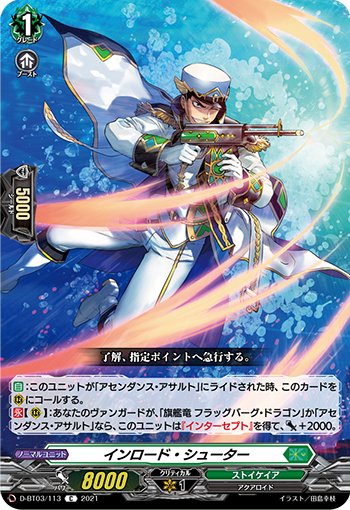 1
グレード
ブースト
5000
シールド
了解、指定ポイントへ急行する。
自:このユニットが「アセンダンス・アサルト」にライドされた時、このカードを
(R)にコールする。
永【(R)】:あなたのヴァンガードが、「旗艦竜 フラッグバーグ・ドラゴン」か「アセ
ンダンス・アサルト」なら、このユニットは『インターセプト』を得て、+2000。
ノーマルユニット
インロード・シューター
パワー
8000
クリティカル
1
ストイケイア
アクアロイド
D-BT03/113 C 2021
イラスト/田島幸枝